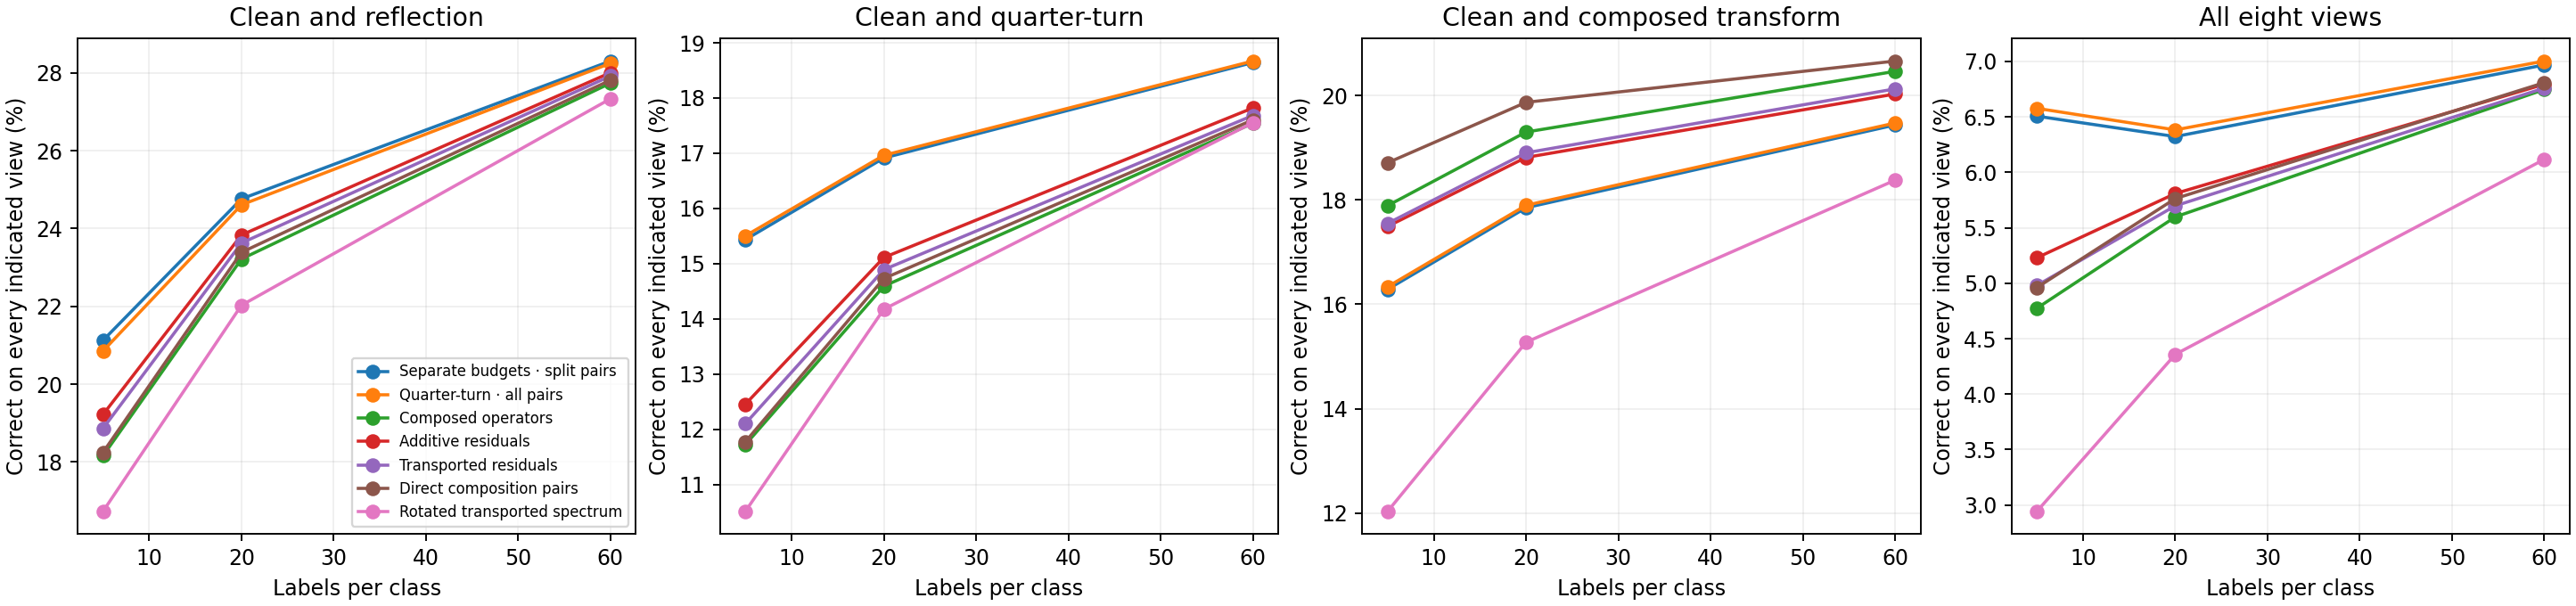 Clean and reflection
Correct on every indicated view (%)
28
26
24
22
20
18
Separate budgets · split pairs
Quarter-turn · all pairs
Composed operators
Additive residuals
Transported residuals
Direct composition pairs
Rotated transported spectrum
10 20 30 40 50 60
Labels per class
Clean and quarter-turn
Correct on every indicated view (%)
19
18
17
16
15
14
13
12
11
10 20 30 40 50 60
Labels per class
Clean and composed transform
Correct on every indicated view (%)
20
18
16
14
12
10 20 30 40 50 60
Labels per class
All eight views
Correct on every indicated view (%)
7.0
6.5
6.0
5.5
5.0
4.5
4.0
3.5
3.0
10 20 30 40 50 60
Labels per class